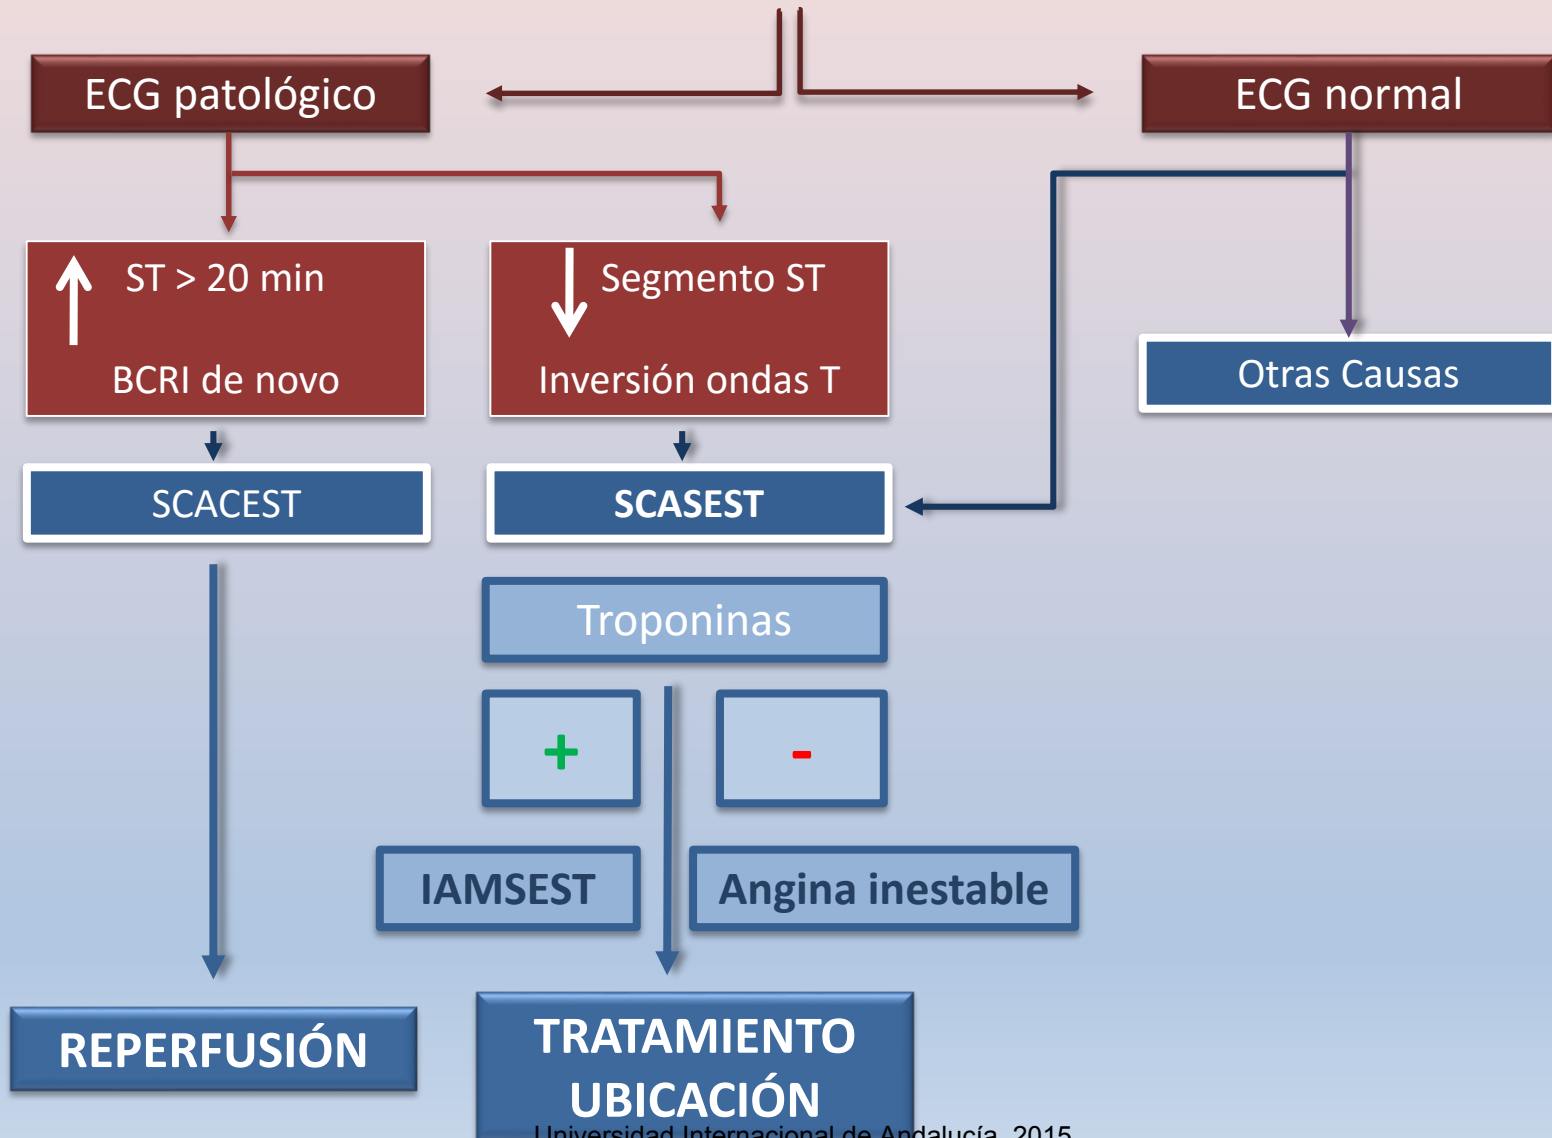 ECG patológico
ECG normal
ST > 20 min
BCRI de novo
Segmento ST
Inversión ondas T
Otras Causas
SCACEST
SCASEST
Troponinas
+
-
IAMSEST
Angina inestable
REPERFUSIÓN
TRATAMIENTO
UBICACIÓN
Universidad Internacional de Andalucía, 2015